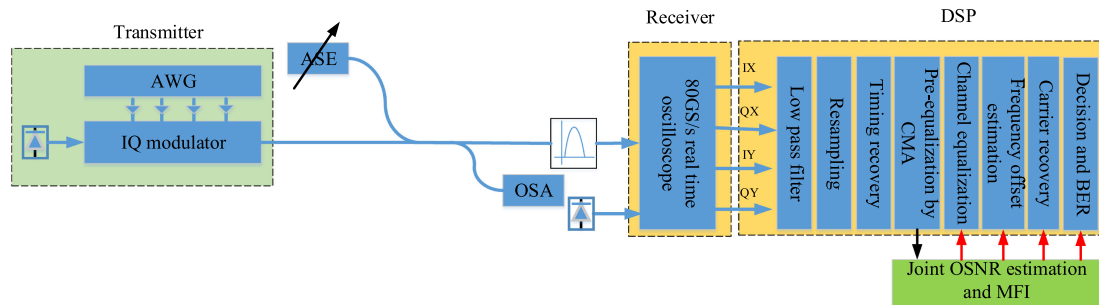 Transmitter
AWG
IQ modulator
ASE
OSA
Receiver
80GS/s real time
oscilloscope
IX
QX
IY
QY
DSP
Low pass filter
Resampling
Timing recovery
Pre-equalization by
CMA
Channel equalization
Frequency offset
estimation
Carrier recovery
Decision and BER
Joint OSNR estimation
and MFI